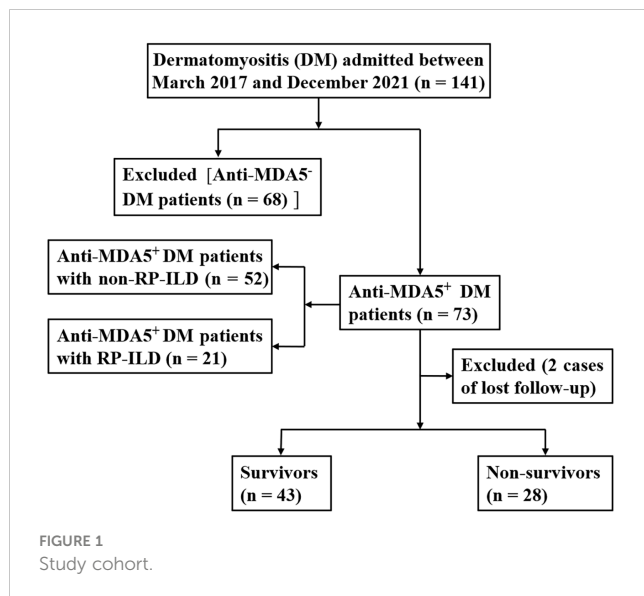 Dermatomyositis (DM) admitted between
March 2017 and December 2021 (n = 141)
Excluded [Anti-MDA5⁻
DM patients (n = 68) ]
Anti-MDA5⁺ DM patients
with non-RP-ILD (n = 52)
Anti-MDA5⁺ DM
patients (n = 73)
Anti-MDA5⁺ DM patients
with RP-ILD (n = 21)
Excluded (2 cases
of lost follow-up)
Survivors
(n = 43)
Non-survivors
(n = 28)
FIGURE 1
Study cohort.